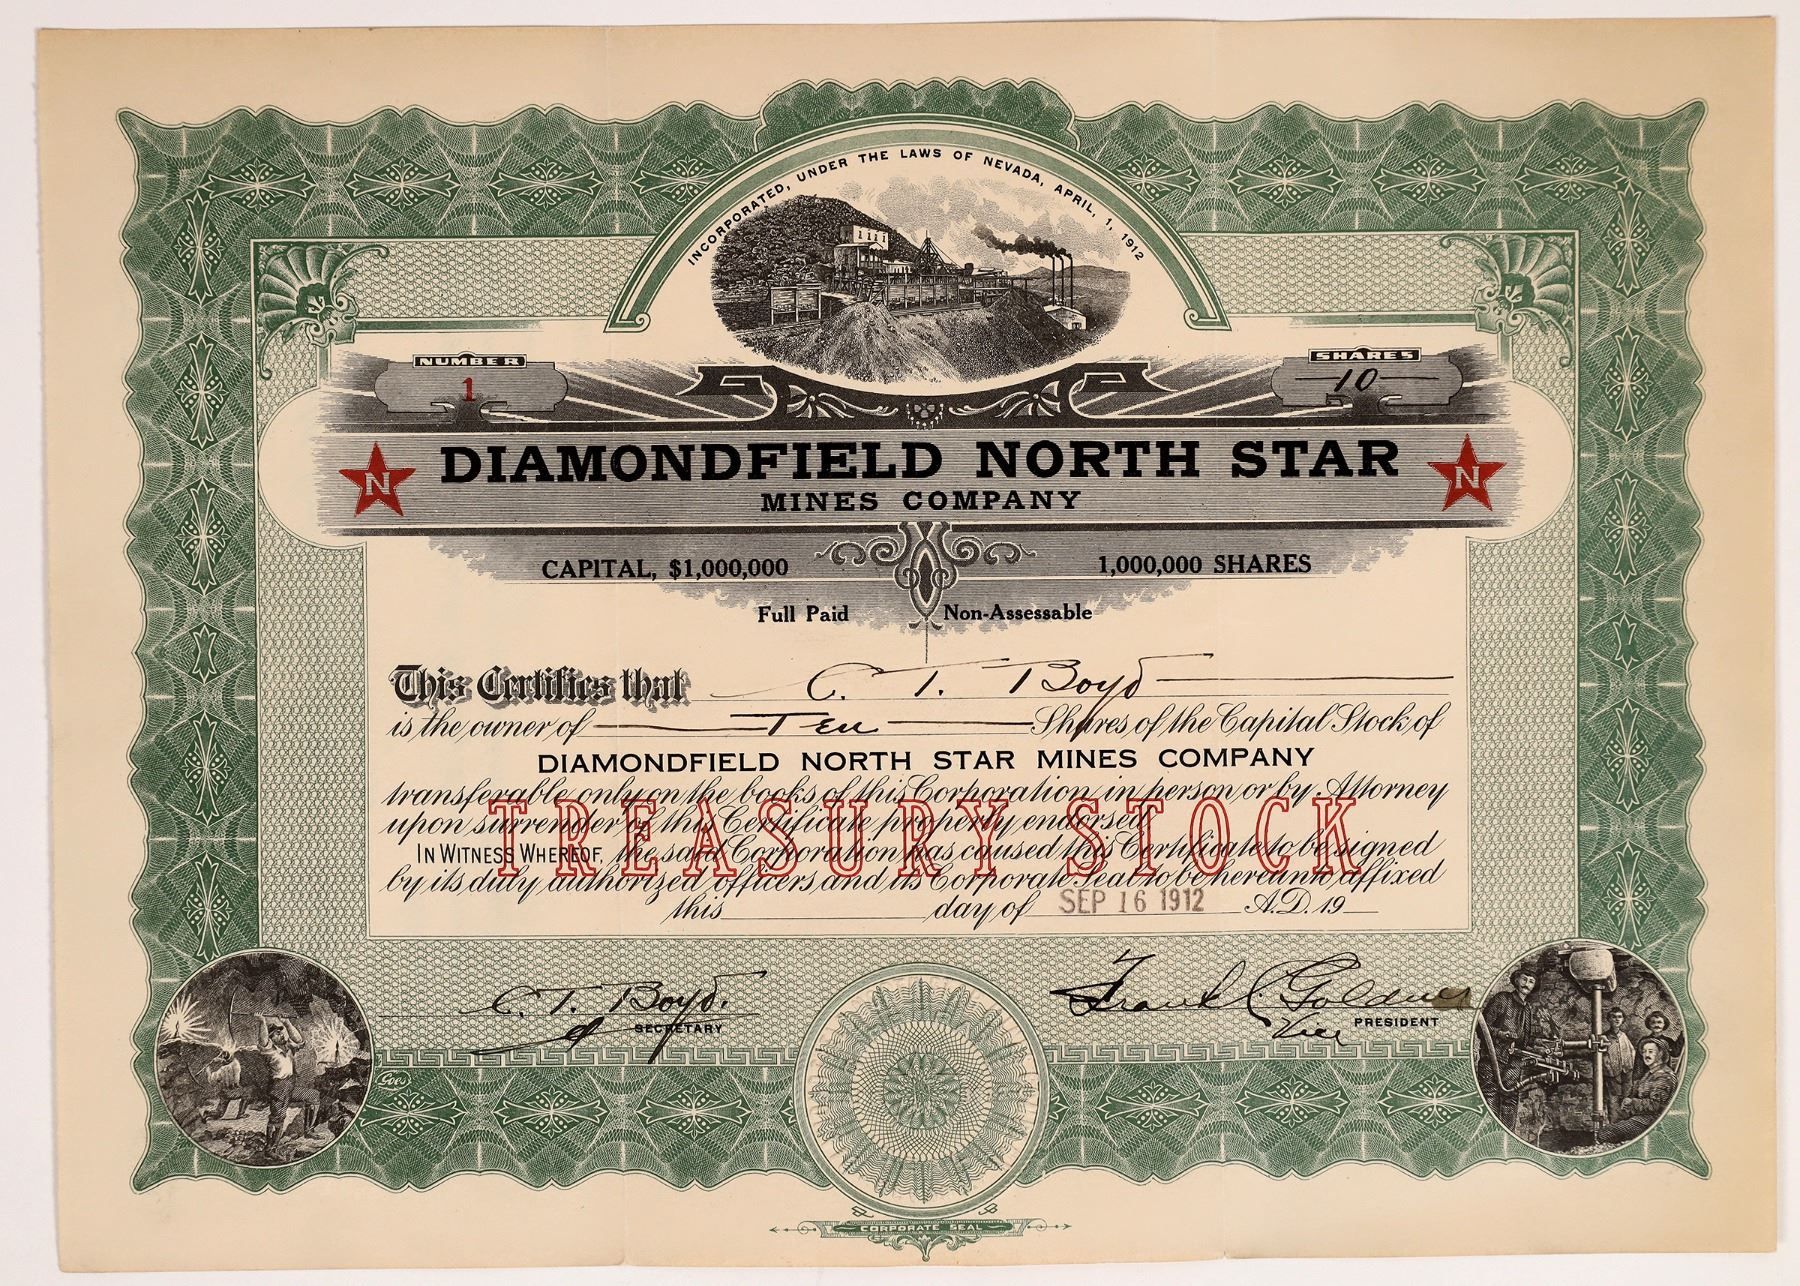 INCORPORATED, UNDER THE LAWS OF NEVADA, APRIL, 1, 1912
NUMBER
1
SHARES
10
N DIAMONDFIELD NORTH STAR N
MINES COMPANY
CAPITAL, $1,000,000 1,000,000 SHARES
Full Paid Non-Assessable
This Certifies that C. T. Boyd
is the owner of Ten Shares of the Capital Stock of
DIAMONDFIELD NORTH STAR MINES COMPANY
transferable only on the books of this Corporation in person or by Attorney
upon surrender of this Certificate properly endorsed.
TREASURY STOCK
IN WITNESS WHEREOF, the said Corporation has caused this Certificate to be signed
by its duly authorized officers and its Corporate Seal to be hereunto affixed
this day of SEP 16 1912 A.D. 19
C. T. Boyd.
SECRETARY
Frank
Vice PRESIDENT
Goes
CORPORATE SEAL